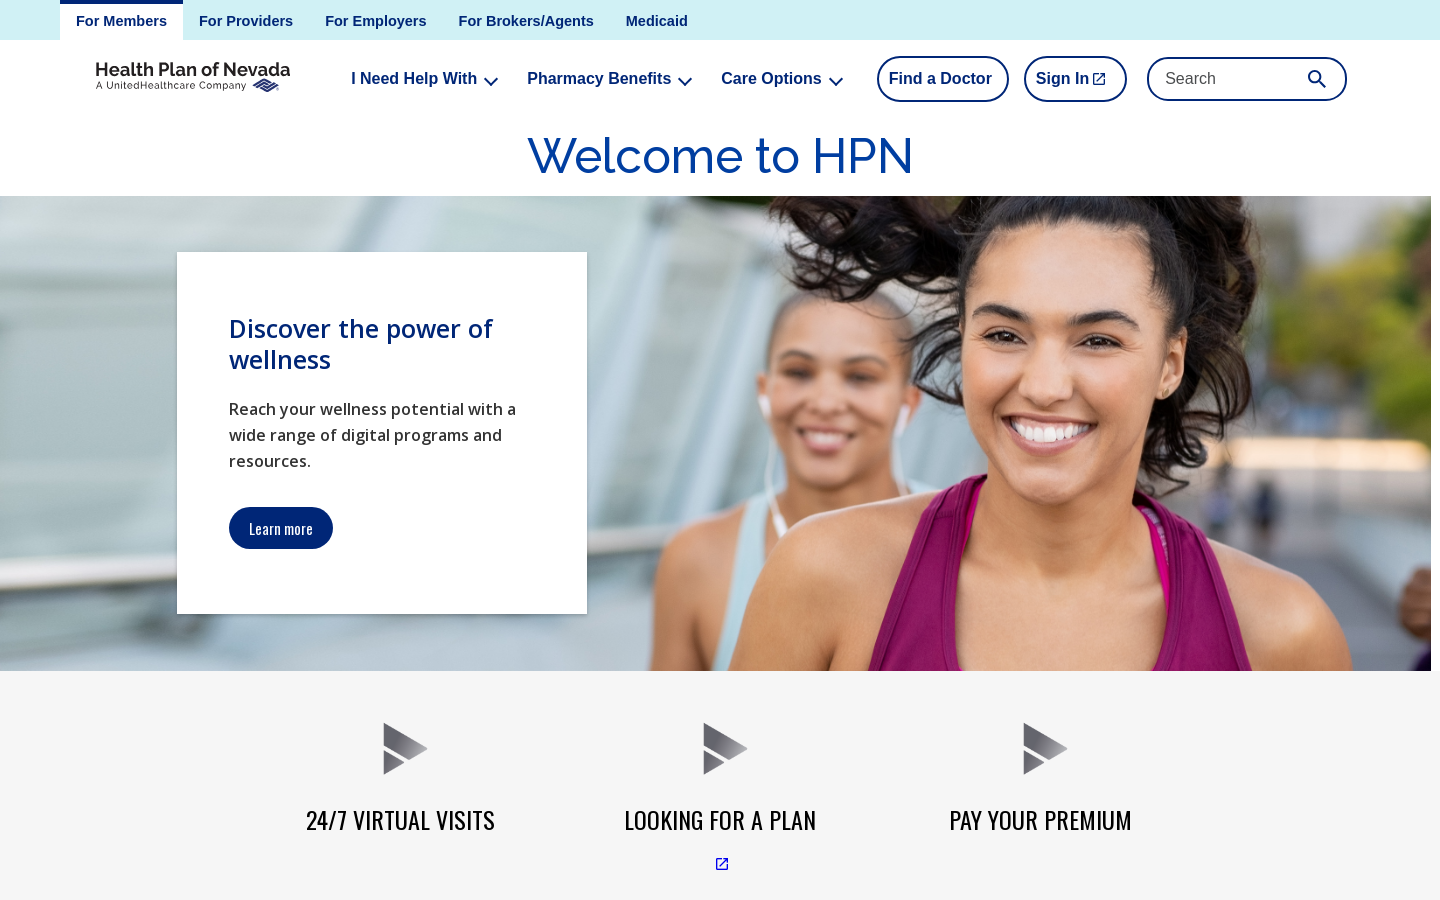 For Members For Providers For Employers For Brokers/Agents Medicaid
Health Plan of Nevada
A UnitedHealthcare Company
I Need Help With Pharmacy Benefits Care Options Find a Doctor Sign In Search
Welcome to HPN
Discover the power of
wellness
Reach your wellness potential with a
wide range of digital programs and
resources.
Learn more
24/7 VIRTUAL VISITS LOOKING FOR A PLAN PAY YOUR PREMIUM